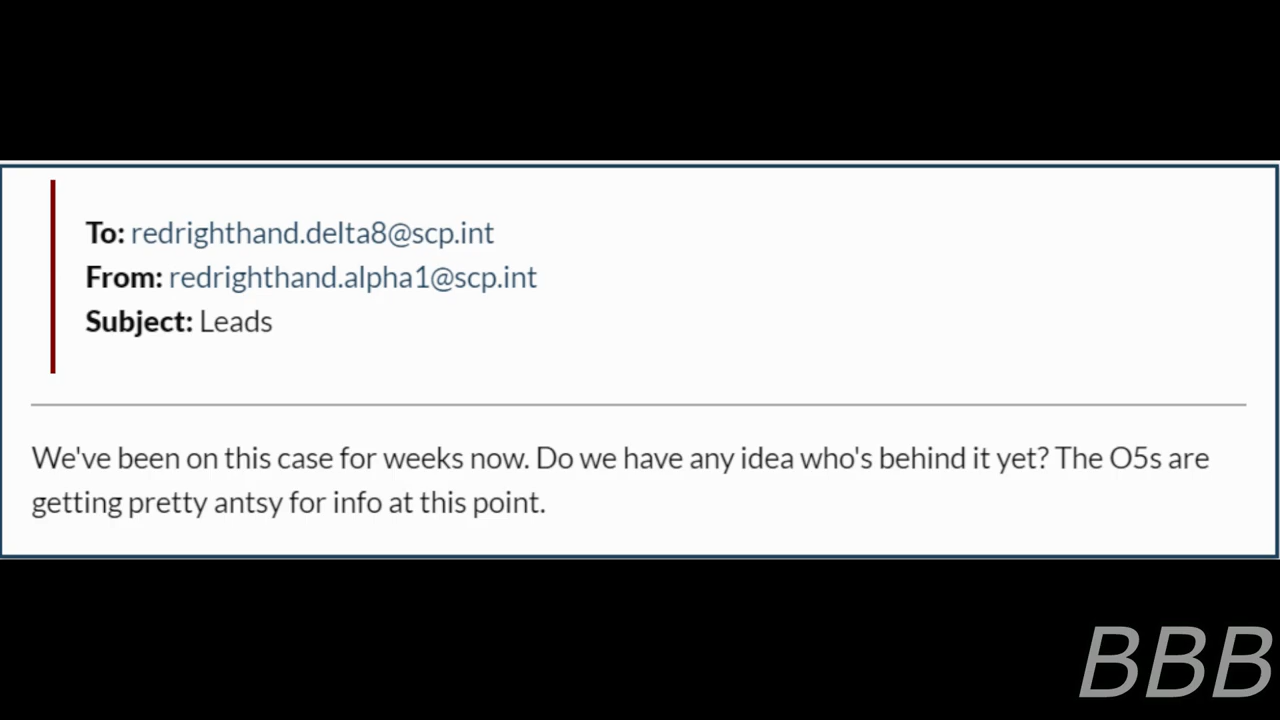 To: redrighthand.delta8@scp.int
From: redrighthand.alpha1@scp.int
Subject: Leads
We've been on this case for weeks now. Do we have any idea who's behind it yet? The O5s are
getting pretty antsy for info at this point.
BBB